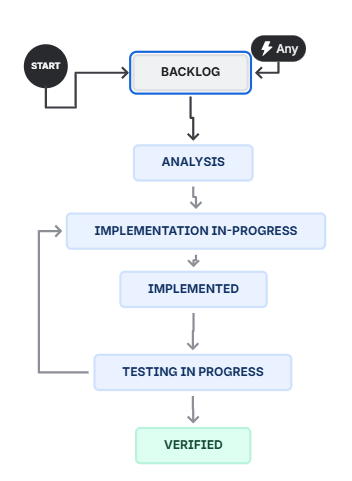 START
Any
BACKLOG
ANALYSIS
IMPLEMENTATION IN-PROGRESS
IMPLEMENTED
TESTING IN PROGRESS
VERIFIED